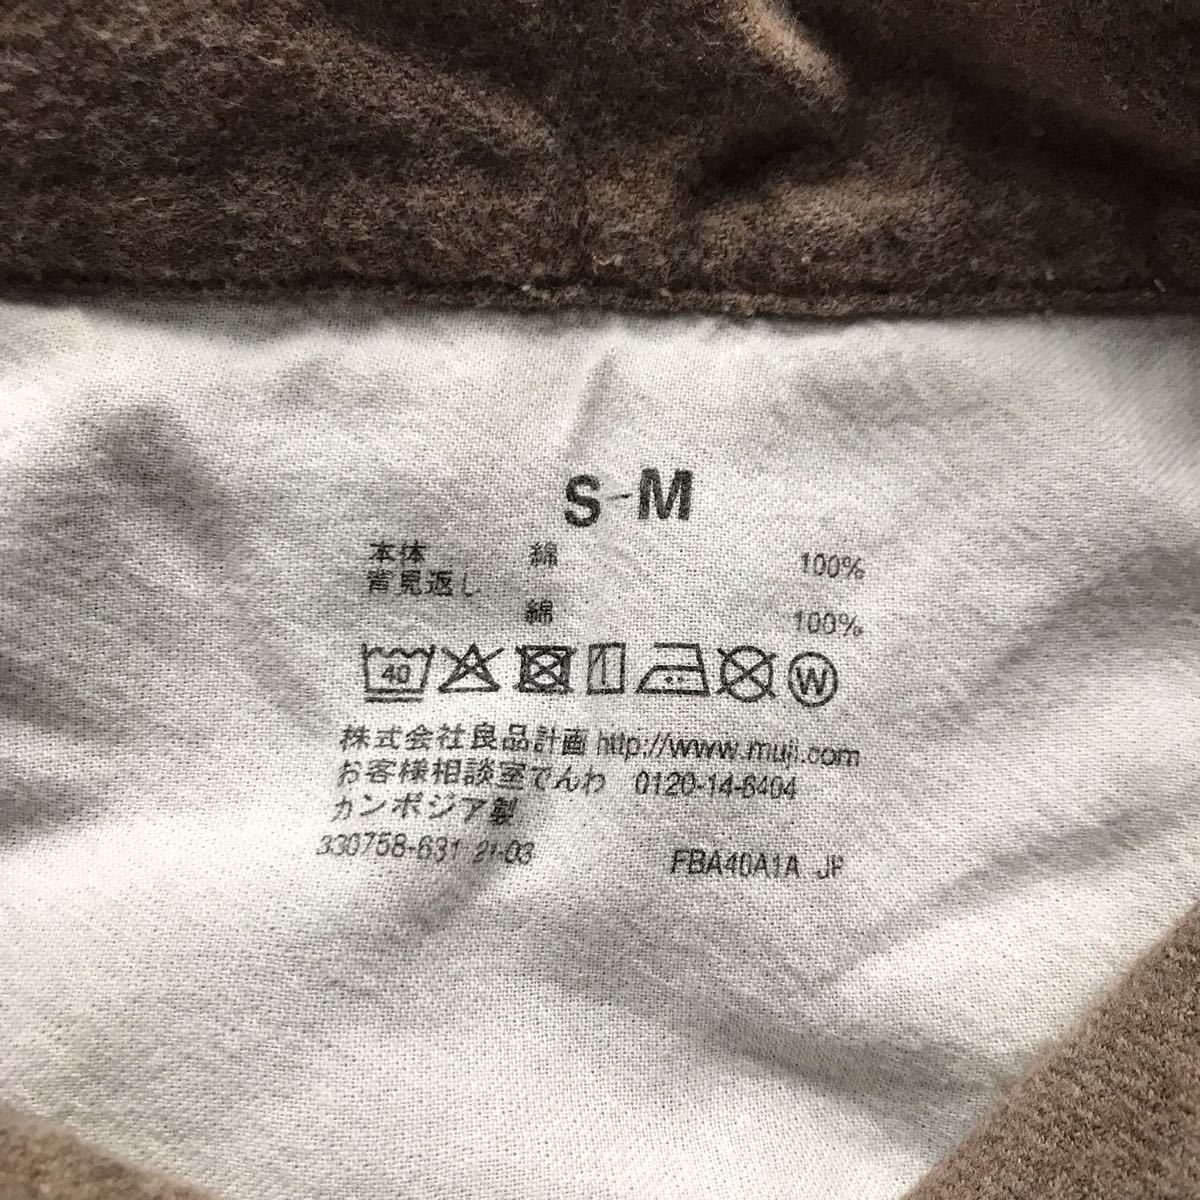 S-M
本体 綿 100%
背見返し
綿 100%
40 W
株式会社良品計画 http://www.muji.com
お客様相談室でんわ 0120-14-6404
カンボジア製
330758-631 21-03 FBA40A1A JP